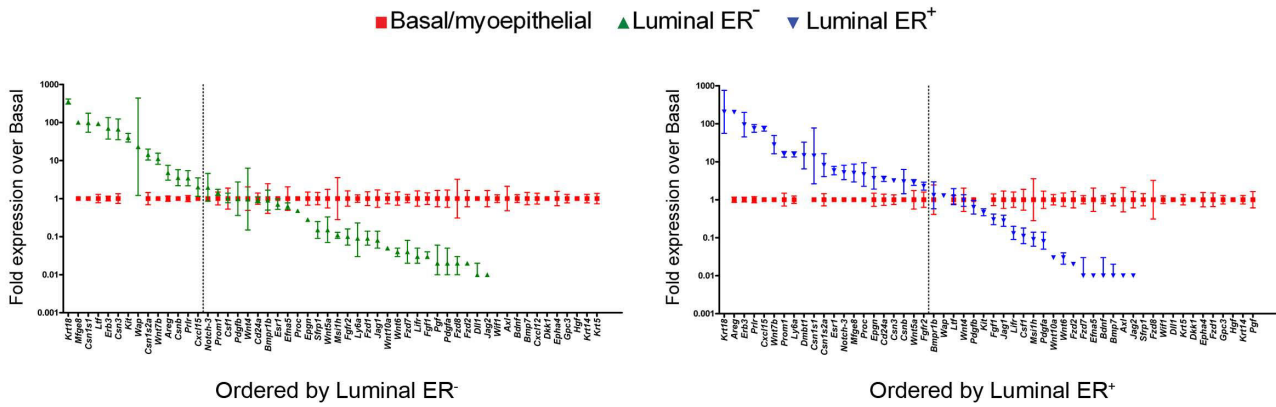 Basal/myoepithelial Luminal ER⁻ Luminal ER⁺
Fold expression over Basal
1000
100
10
1
0.1
0.01
0.001
Krt18 Mfge8 Csn1s1 Ltf Erb3 Csn3 Kit Wap Csn1s2a Wnt7b Areg Csnb Prlr Cxcl15 Notch-3 Prom1 Csf1 Pdgfb Wnt4 Cd24a Bmpr1b Esr1 Efna5 Proc Epgn Sfrp1 Wnt5a Msi1h Fgfr2 Ly6a Fzd1 Jag1 Wnt10a Wnt6 Fzd7 Lifr Fgf1 Pgf Pdgfa Fzd8 Fzd2 Dll1 Jag2 Wif1 Axl Bdnf Bmp7 Cxcl12 Dkk1 Epha4 Gpc3 Hgf Krt14 Krt15
Ordered by Luminal ER⁻
Fold expression over Basal
1000
100
10
1
0.1
0.01
0.001
Krt18 Areg Erb3 Prlr Cxcl15 Wnt7b Prom1 Ly6a Dmbt1 Csn1s1 Csn1s2a Esr1 Notch-3 Mfge8 Proc Epgn Cd24a Csn3 Csnb Wnt5a Fgfr2 Bmpr1b Wap Ltf Wnt4 Pdgfb Kit Fgf1 Jag1 Lifr Csf1 Msi1h Pdgfa Wnt10a Wnt6 Fzd2 Fzd7 Efna5 Bdnf Bmp7 Axl Jag2 Sfrp1 Fzd8 Wif1 Dll1 Krt5 Dkk1 Epha4 Fzd1 Gpc3 Hgf Krt14 Pgf
Ordered by Luminal ER⁺